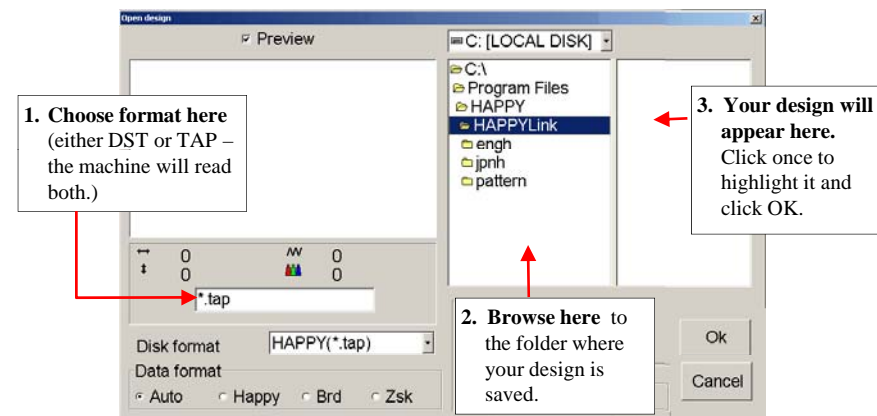 Open design
Preview
C: [LOCAL DISK]
C:\
Program Files
HAPPY
HAPPYLink
engh
jpnh
pattern
1. Choose format here
(either DST or TAP –
the machine will read
both.)
3. Your design will
appear here.
Click once to
highlight it and
click OK.
0
0
0
0
*.tap
2. Browse here to
the folder where
your design is
saved.
Disk format HAPPY(*.tap)
Data format
Auto Happy Brd Zsk
Ok
Cancel